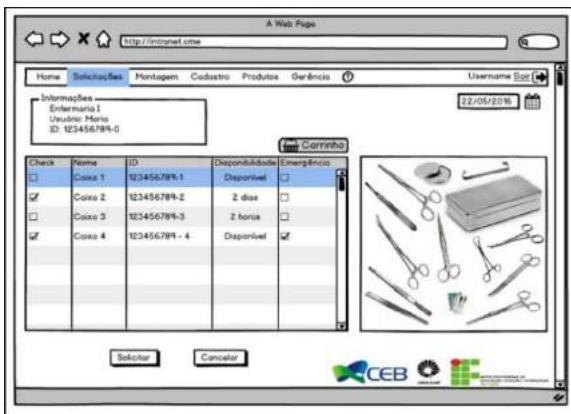 A Web Page
http://intranet.cme
Home Solicitações Montagem Cadastro Produtos Gerência ? Username Sair
Informações
Enfermaria I
Usuário: Maria
ID: 123456789-0
22/05/2016
Carrinho
Check Nome ID Disponibilidade Emergência
Caixa 1 123456789-1 Disponível
Caixa 2 123456789-2 2 dias
Caixa 3 123456789-3 2 horas
Caixa 4 123456789 - 4 Disponível
Solicitar Cancelar
CEB